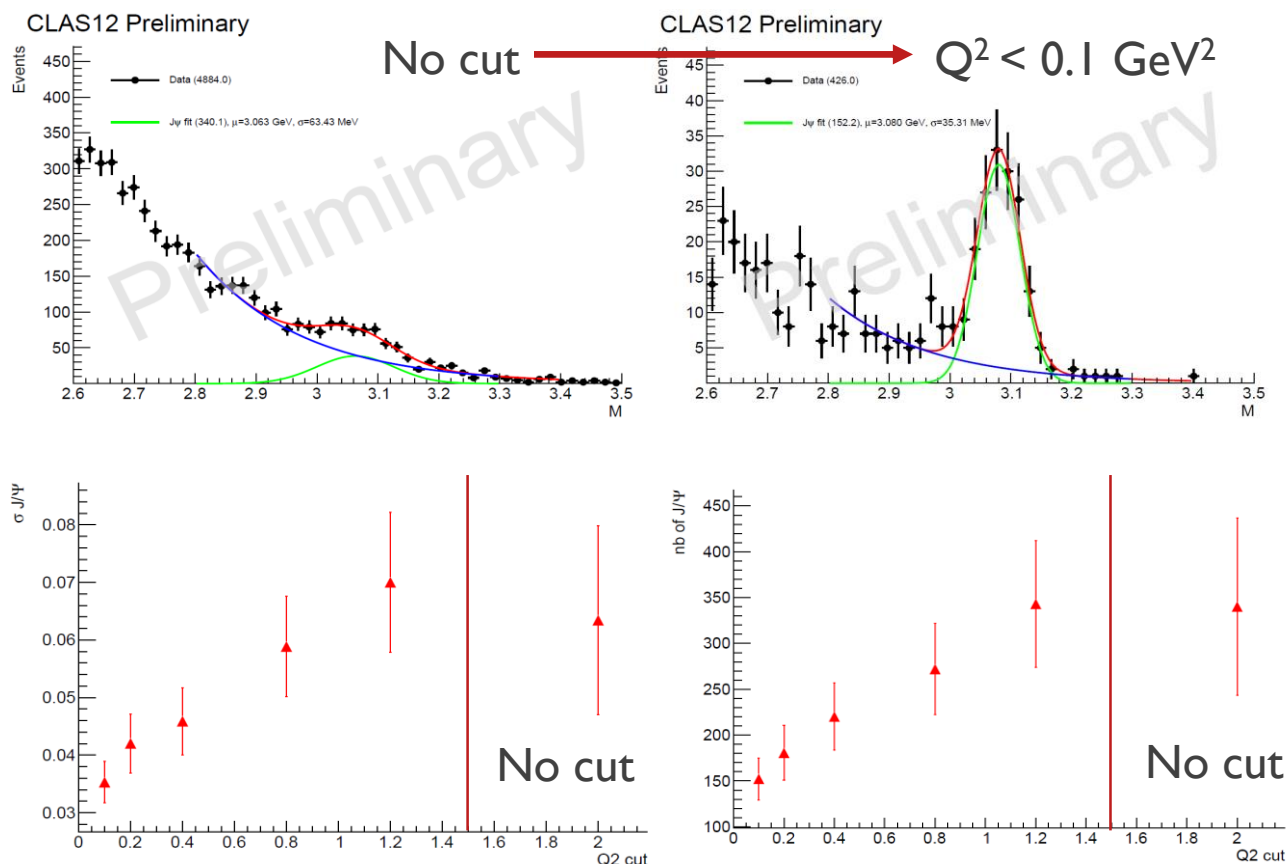 CLAS12 Preliminary
CLAS12 Preliminary
No cut
Q² < 0.1 GeV²
Events
450
400
350
300
250
200
150
100
50
Data (4884.0)
Jψ fit (340.1), μ=3.063 GeV, σ=63.43 MeV
Preliminary
2.6 2.7 2.8 2.9 3 3.1 3.2 3.3 3.4 3.5
M
Events
45
40
35
30
25
20
15
10
5
Data (426.0)
Jψ fit (152.2), μ=3.080 GeV, σ=35.31 MeV
Preliminary
2.6 2.7 2.8 2.9 3 3.1 3.2 3.3 3.4 3.5
M
σ J/Ψ
0.08
0.07
0.06
0.05
0.04
0.03
No cut
0 0.2 0.4 0.6 0.8 1 1.2 1.4 1.6 1.8 2 2.2
Q2 cut
nb of J/Ψ
450
400
350
300
250
200
150
100
No cut
0 0.2 0.4 0.6 0.8 1 1.2 1.4 1.6 1.8 2 2.2
Q2 cut